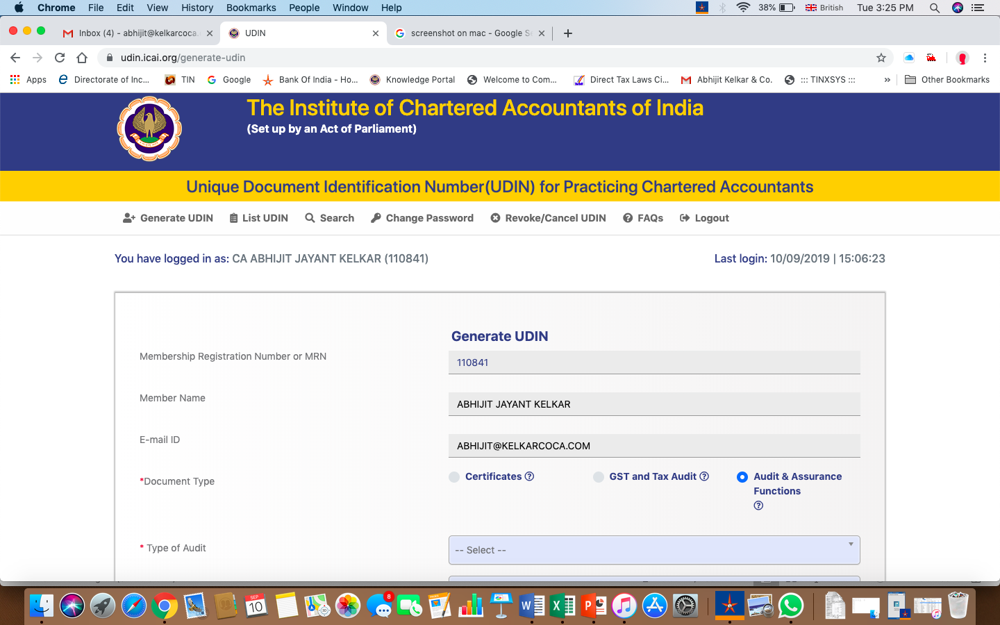 Chrome File Edit View History Bookmarks People Window Help 38% British Tue 3:25 PM
Inbox (4) - abhijit@kelkarcoca. UDIN screenshot on mac - Google Se
udin.icai.org/generate-udin
Apps Directorate of Inc... TIN Google Bank Of India - Ho... Knowledge Portal Welcome to Com... Direct Tax Laws Ci... Abhijit Kelkar & Co. ::: TINXSYS ::: » Other Bookmarks
The Institute of Chartered Accountants of India
(Set up by an Act of Parliament)
Unique Document Identification Number(UDIN) for Practicing Chartered Accountants
Generate UDIN List UDIN Search Change Password Revoke/Cancel UDIN FAQs Logout
You have logged in as: CA ABHIJIT JAYANT KELKAR (110841) Last login: 10/09/2019 | 15:06:23
Generate UDIN
Membership Registration Number or MRN 110841
Member Name ABHIJIT JAYANT KELKAR
E-mail ID ABHIJIT@KELKARCOCA.COM
*Document Type Certificates GST and Tax Audit Audit & Assurance
Functions
* Type of Audit -- Select --
SEP 8
10